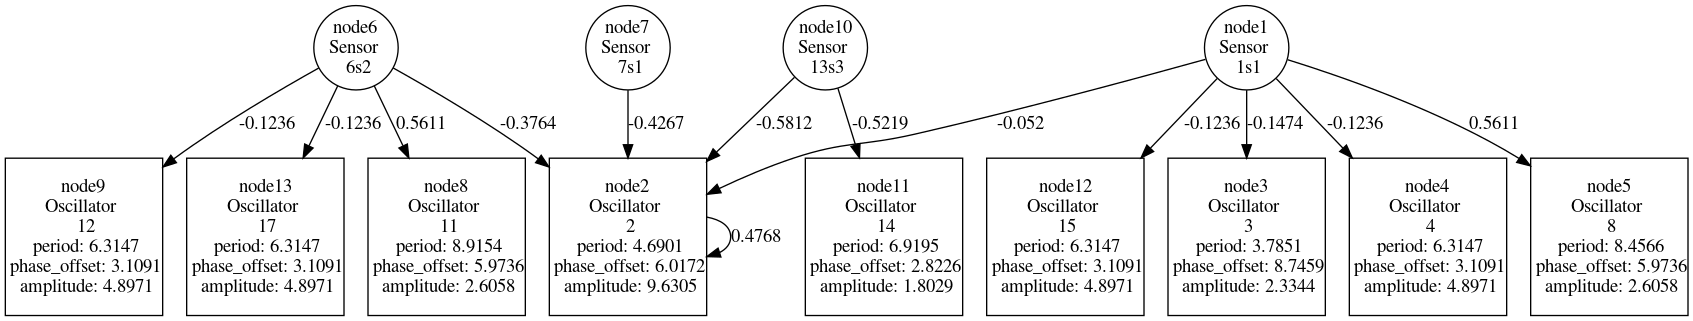 node6
Sensor
6s2
node7
Sensor
7s1
node10
Sensor
13s3
node1
Sensor
1s1
-0.1236
-0.1236
0.5611
-0.3764
-0.4267
-0.5812
-0.5219
-0.052
-0.1236
-0.1474
-0.1236
0.5611
node9
Oscillator
12
period: 6.3147
phase_offset: 3.1091
amplitude: 4.8971
node13
Oscillator
17
period: 6.3147
phase_offset: 3.1091
amplitude: 4.8971
node8
Oscillator
11
period: 8.9154
phase_offset: 5.9736
amplitude: 2.6058
node2
Oscillator
2
period: 4.6901
phase_offset: 6.0172
amplitude: 9.6305
0.4768
node11
Oscillator
14
period: 6.9195
phase_offset: 2.8226
amplitude: 1.8029
node12
Oscillator
15
period: 6.3147
phase_offset: 3.1091
amplitude: 4.8971
node3
Oscillator
3
period: 3.7851
phase_offset: 8.7459
amplitude: 2.3344
node4
Oscillator
4
period: 6.3147
phase_offset: 3.1091
amplitude: 4.8971
node5
Oscillator
8
period: 8.4566
phase_offset: 5.9736
amplitude: 2.6058